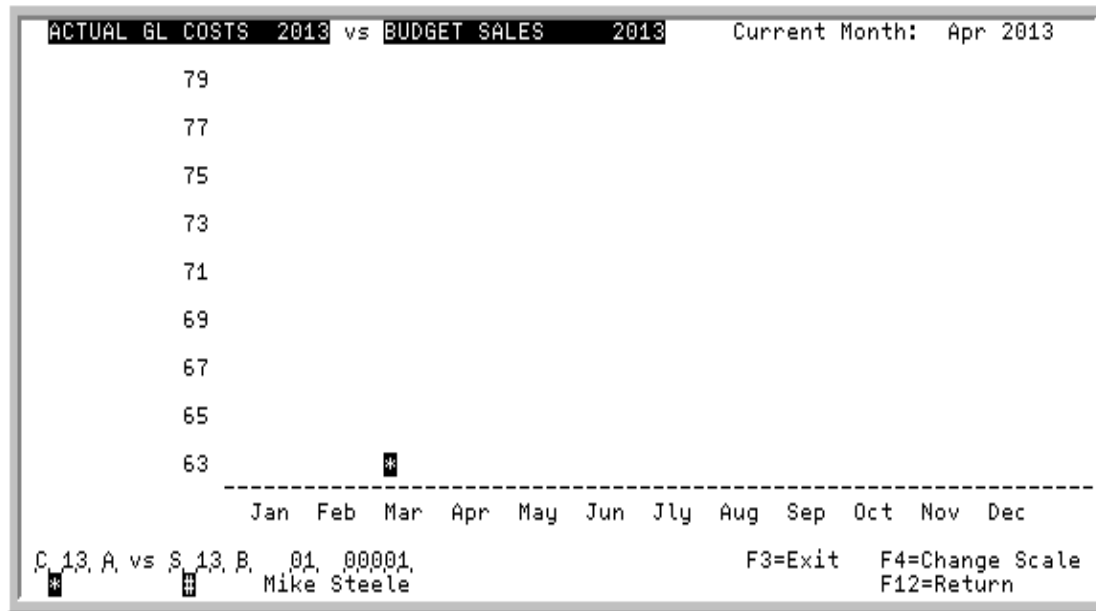 ACTUAL GL COSTS 2013 vs BUDGET SALES 2013 Current Month: Apr 2013
79
77
75
73
71
69
67
65
63 *
Jan Feb Mar Apr May Jun Jly Aug Sep Oct Nov Dec
C 13 A vs S 13 B 01 00001 F3=Exit F4=Change Scale
* # Mike Steele F12=Return